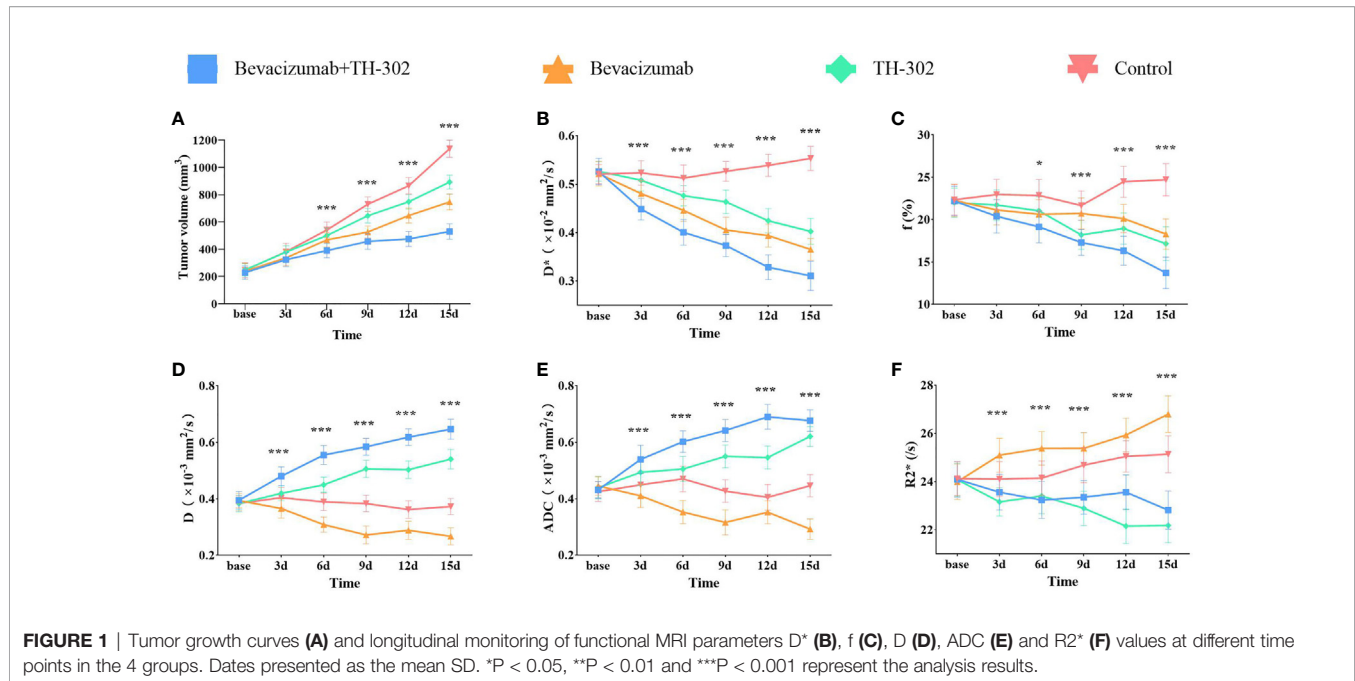 Bevacizumab+TH-302 Bevacizumab TH-302 Control
A
Tumor volume (mm³)
1200
1000
800
600
400
200
0
*** *** *** ***
base 3d 6d 9d 12d 15d
Time
B
D* ( ×10⁻² mm²/s)
0.6
0.5
0.4
0.3
*** *** *** *** ***
base 3d 6d 9d 12d 15d
Time
C
f (%)
30
25
20
15
10
* *** *** ***
base 3d 6d 9d 12d 15d
Time
D
D ( ×10⁻³ mm²/s)
0.8
0.6
0.4
0.2
*** *** *** *** ***
base 3d 6d 9d 12d 15d
Time
E
ADC ( ×10⁻³ mm²/s)
0.8
0.6
0.4
0.2
*** *** *** *** ***
base 3d 6d 9d 12d 15d
Time
F
R2* (/s)
28
26
24
22
*** *** *** *** ***
base 3d 6d 9d 12d 15d
Time
FIGURE 1 | Tumor growth curves (A) and longitudinal monitoring of functional MRI parameters D* (B), f (C), D (D), ADC (E) and R2* (F) values at different time
points in the 4 groups. Dates presented as the mean SD. *P < 0.05, **P < 0.01 and ***P < 0.001 represent the analysis results.